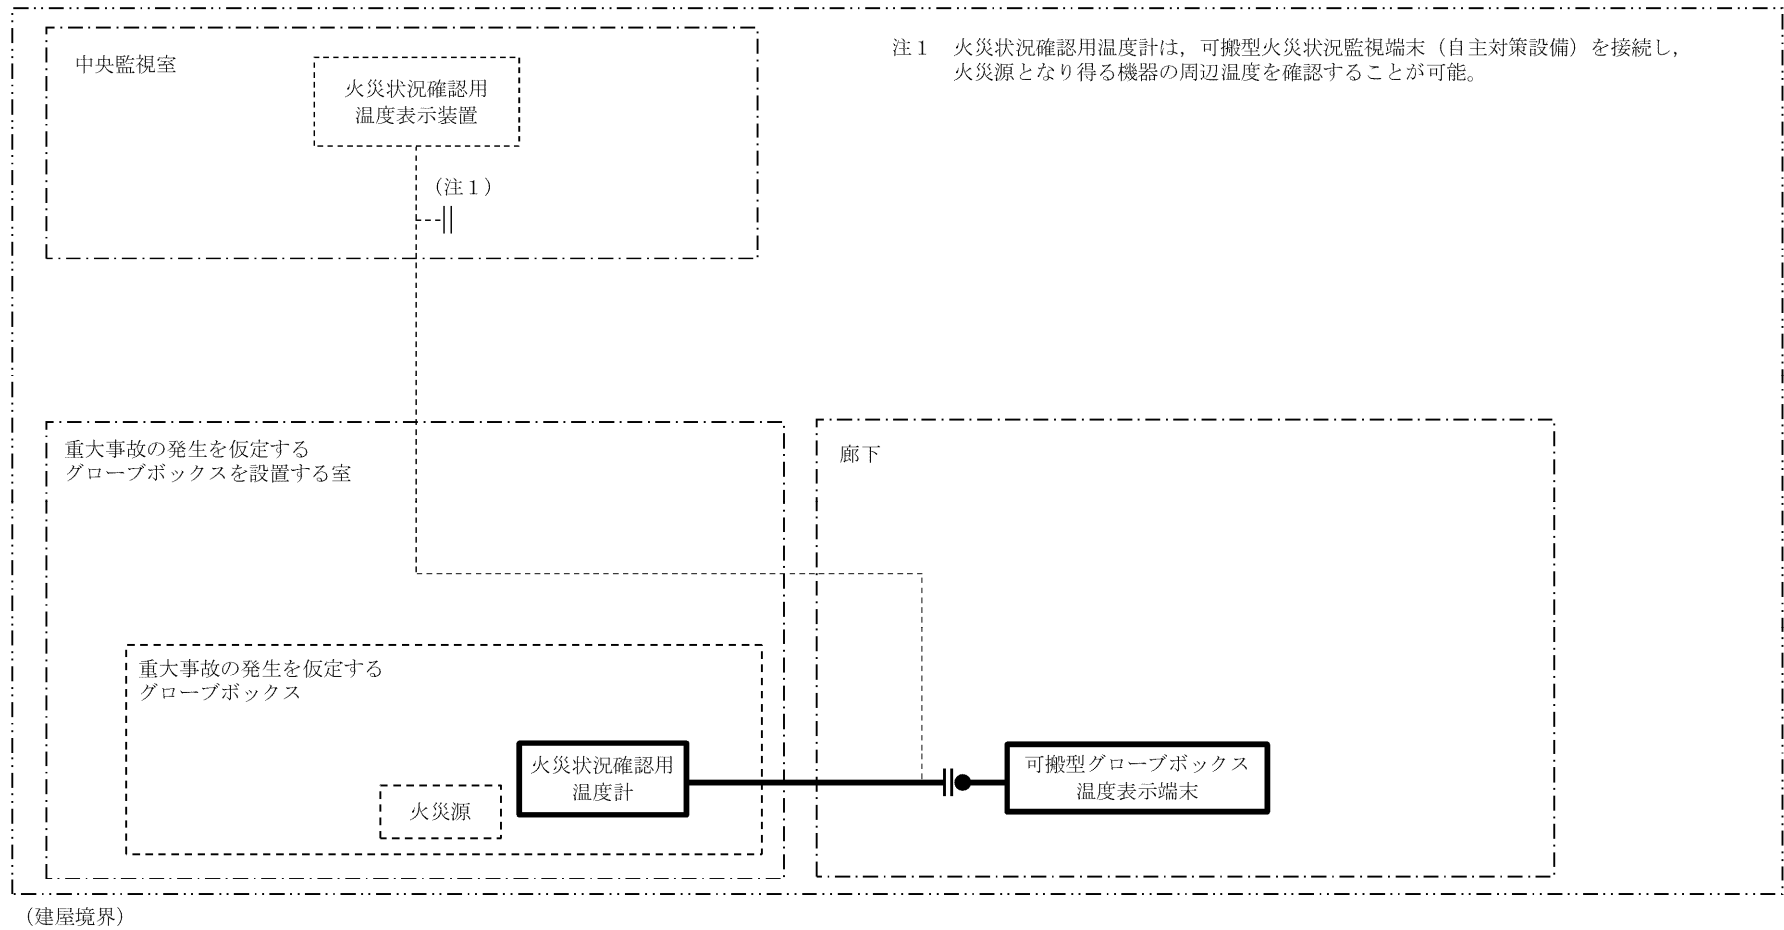 中央監視室
火災状況確認用
温度表示装置
（注１）
注１　火災状況確認用温度計は，可搬型火災状況監視端末（自主対策設備）を接続し，
火災源となり得る機器の周辺温度を確認することが可能。
重大事故の発生を仮定する
グローブボックスを設置する室
廊下
重大事故の発生を仮定する
グローブボックス
火災状況確認用
温度計
火災源
可搬型グローブボックス
温度表示端末
（建屋境界）